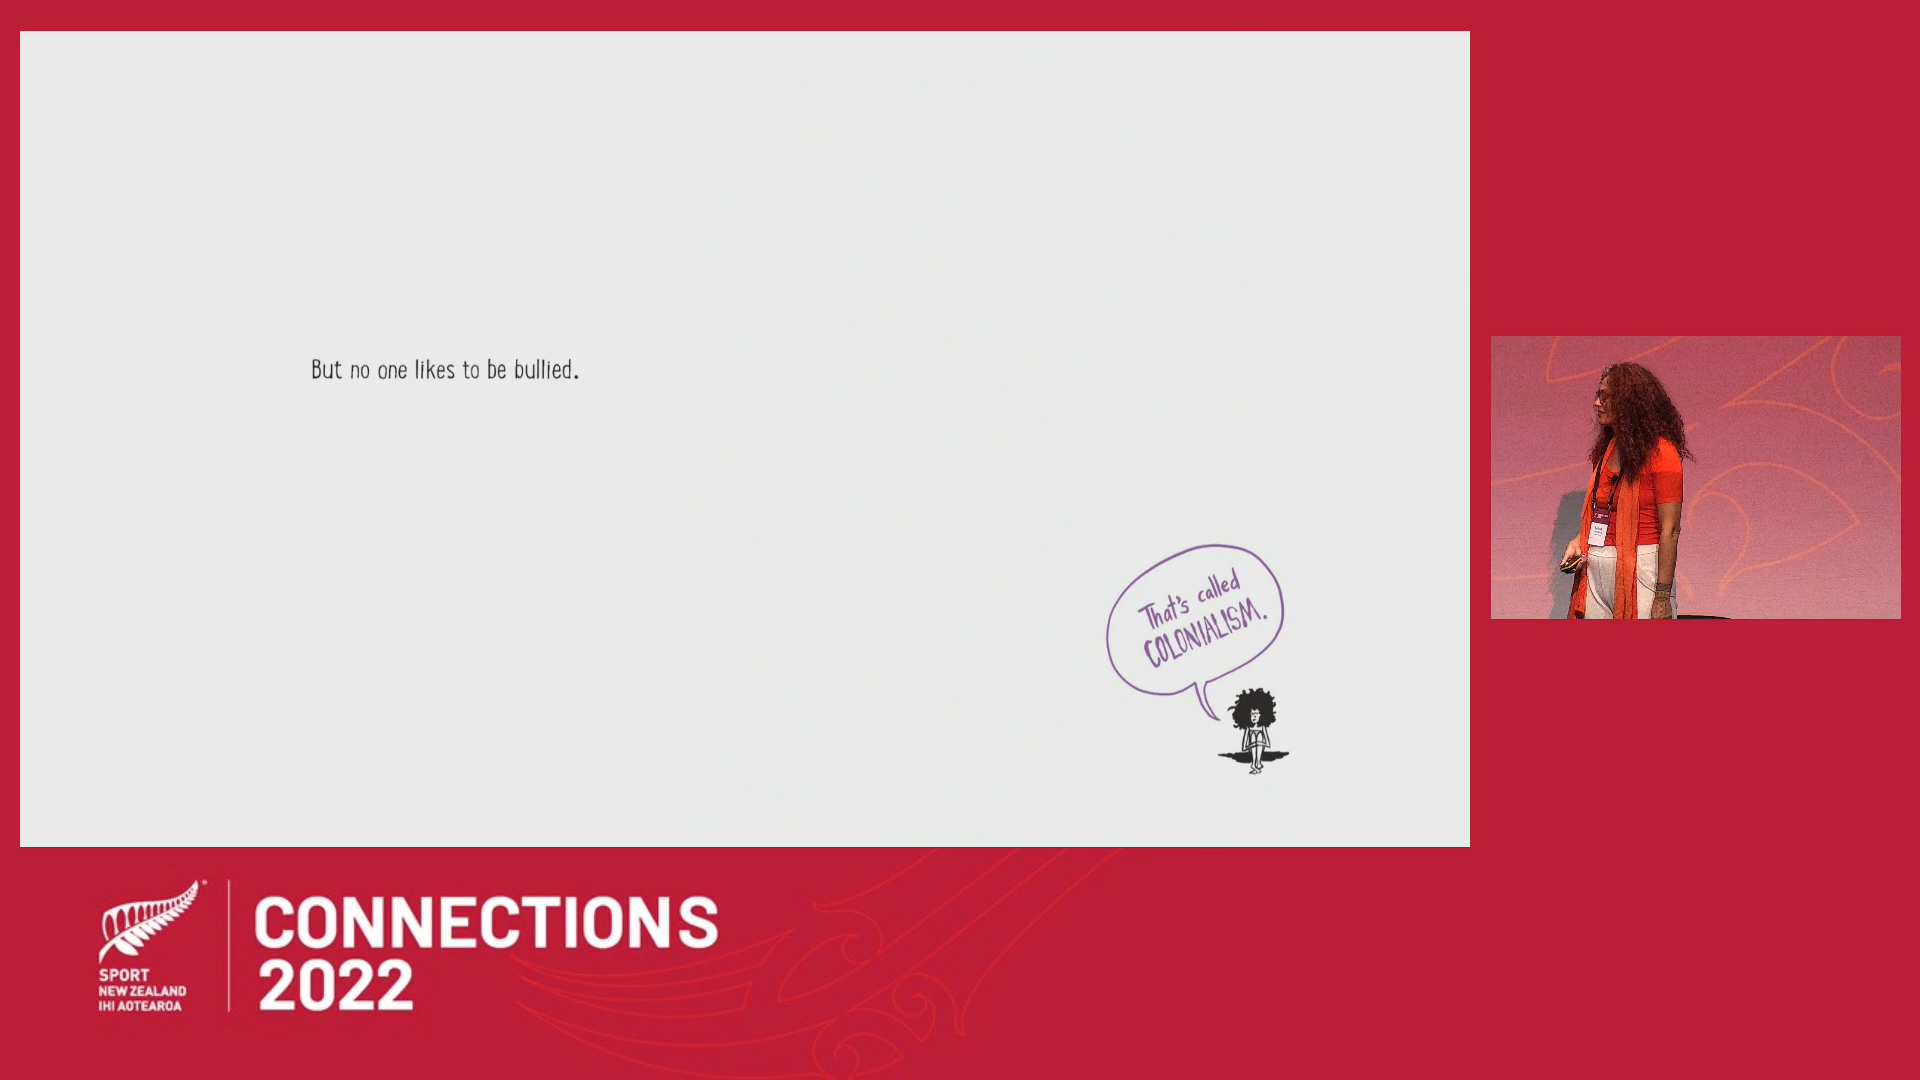 But no one likes to be bullied.
That's called
COLONIALISM.
SPORT
NEW ZEALAND
IHI AOTEAROA
CONNECTIONS
2022